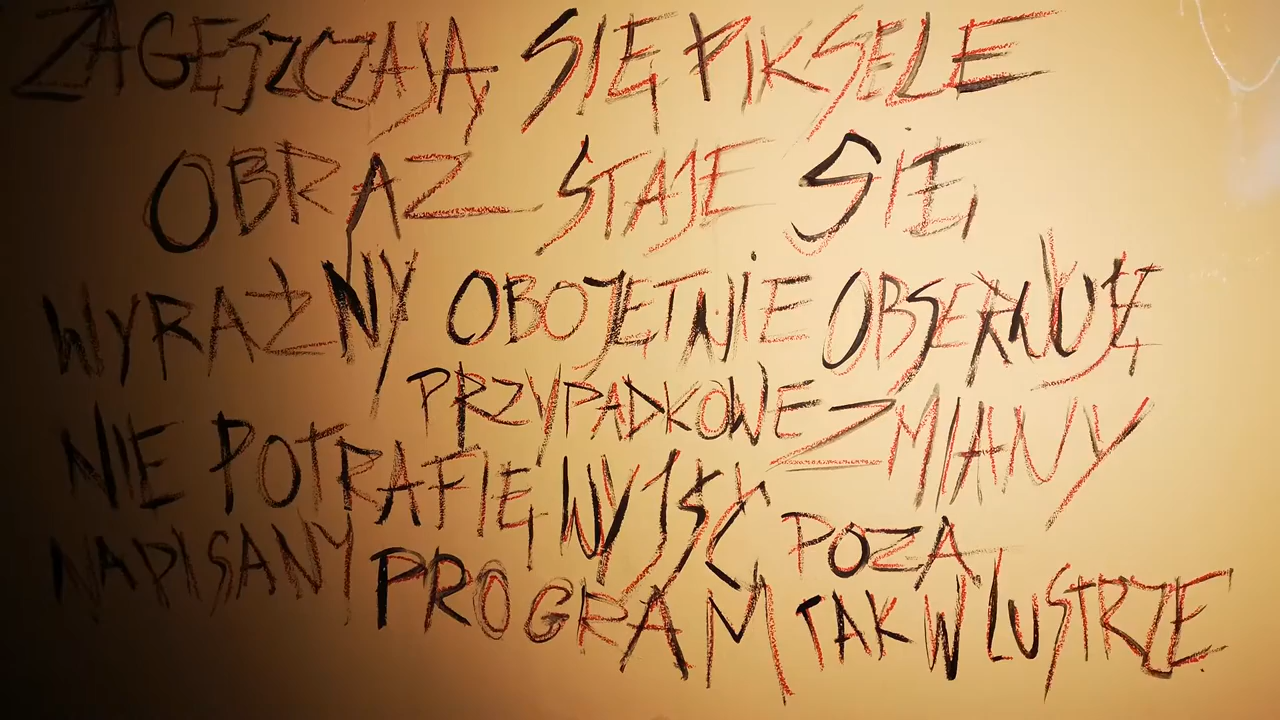 ZAGĘSZCZAJĄ SIĘ PIKSELE
OBRAZ STAJE SIĘ
WYRAŹNY OBOJĘTNIE OBSERWUJĘ
PRZYPADKOWE ZMIANY
NIE POTRAFIĘ WYJŚĆ POZA
NAPISANY PROGRAM TAK W LUSTRZE